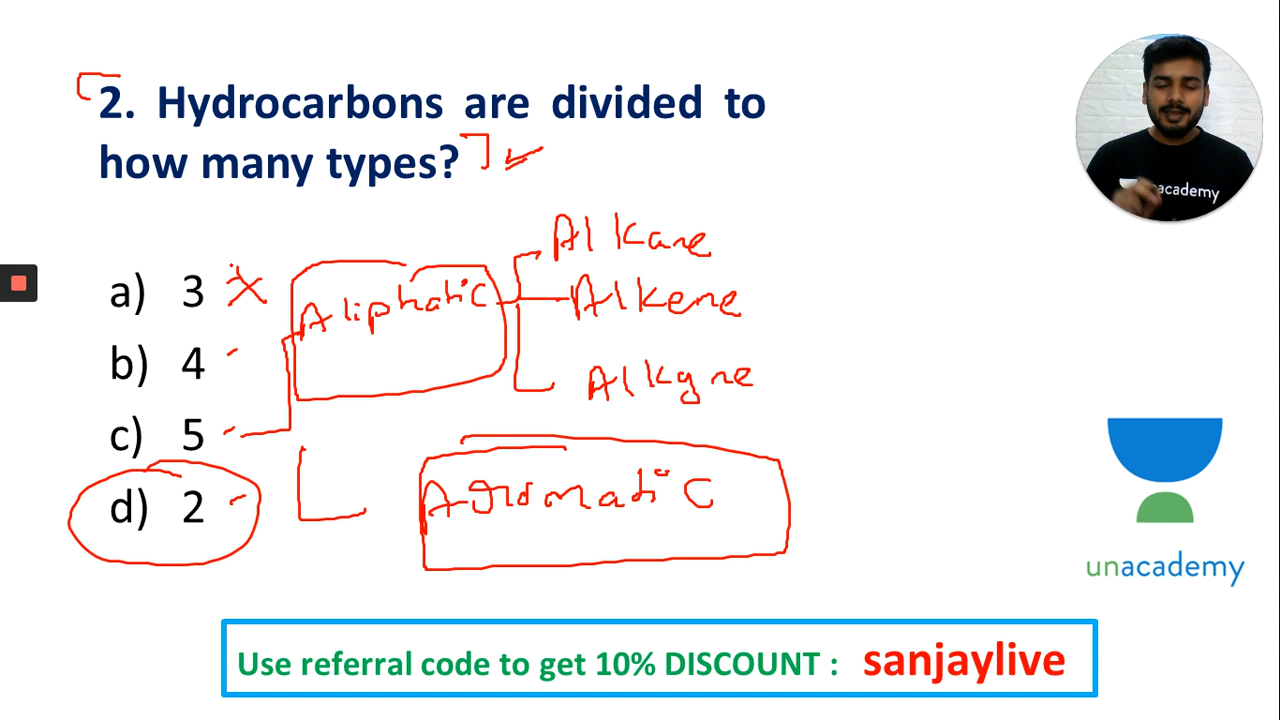 2. Hydrocarbons are divided to
how many types?
a) 3
b) 4
c) 5
d) 2
Aliphatic
Alkane
Alkene
Alkyne
Aromatic
unacademy
unacademy
Use referral code to get 10% DISCOUNT : sanjaylive